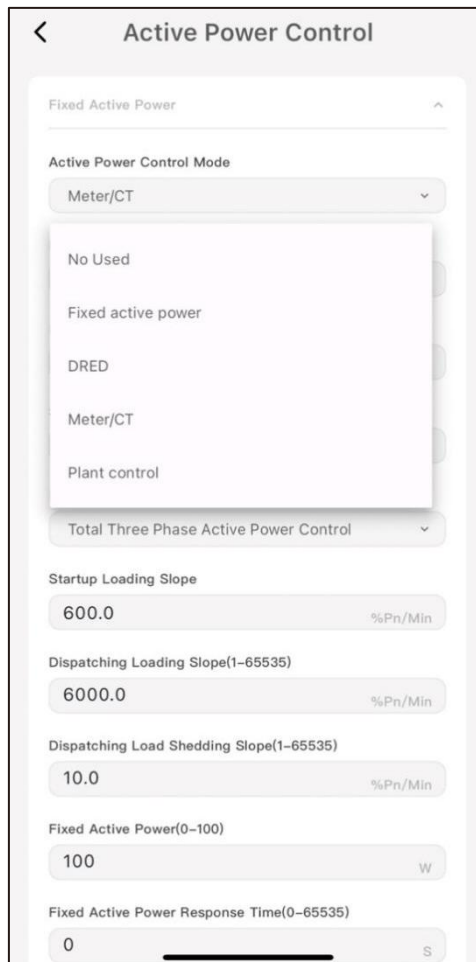 Active Power Control
Fixed Active Power
Active Power Control Mode
Meter/CT
No Used
Fixed active power
DRED
Meter/CT
Plant control
Total Three Phase Active Power Control
Startup Loading Slope
600.0 %Pn/Min
Dispatching Loading Slope(1-65535)
6000.0 %Pn/Min
Dispatching Load Shedding Slope(1-65535)
10.0 %Pn/Min
Fixed Active Power(0-100)
100 W
Fixed Active Power Response Time(0-65535)
0 S